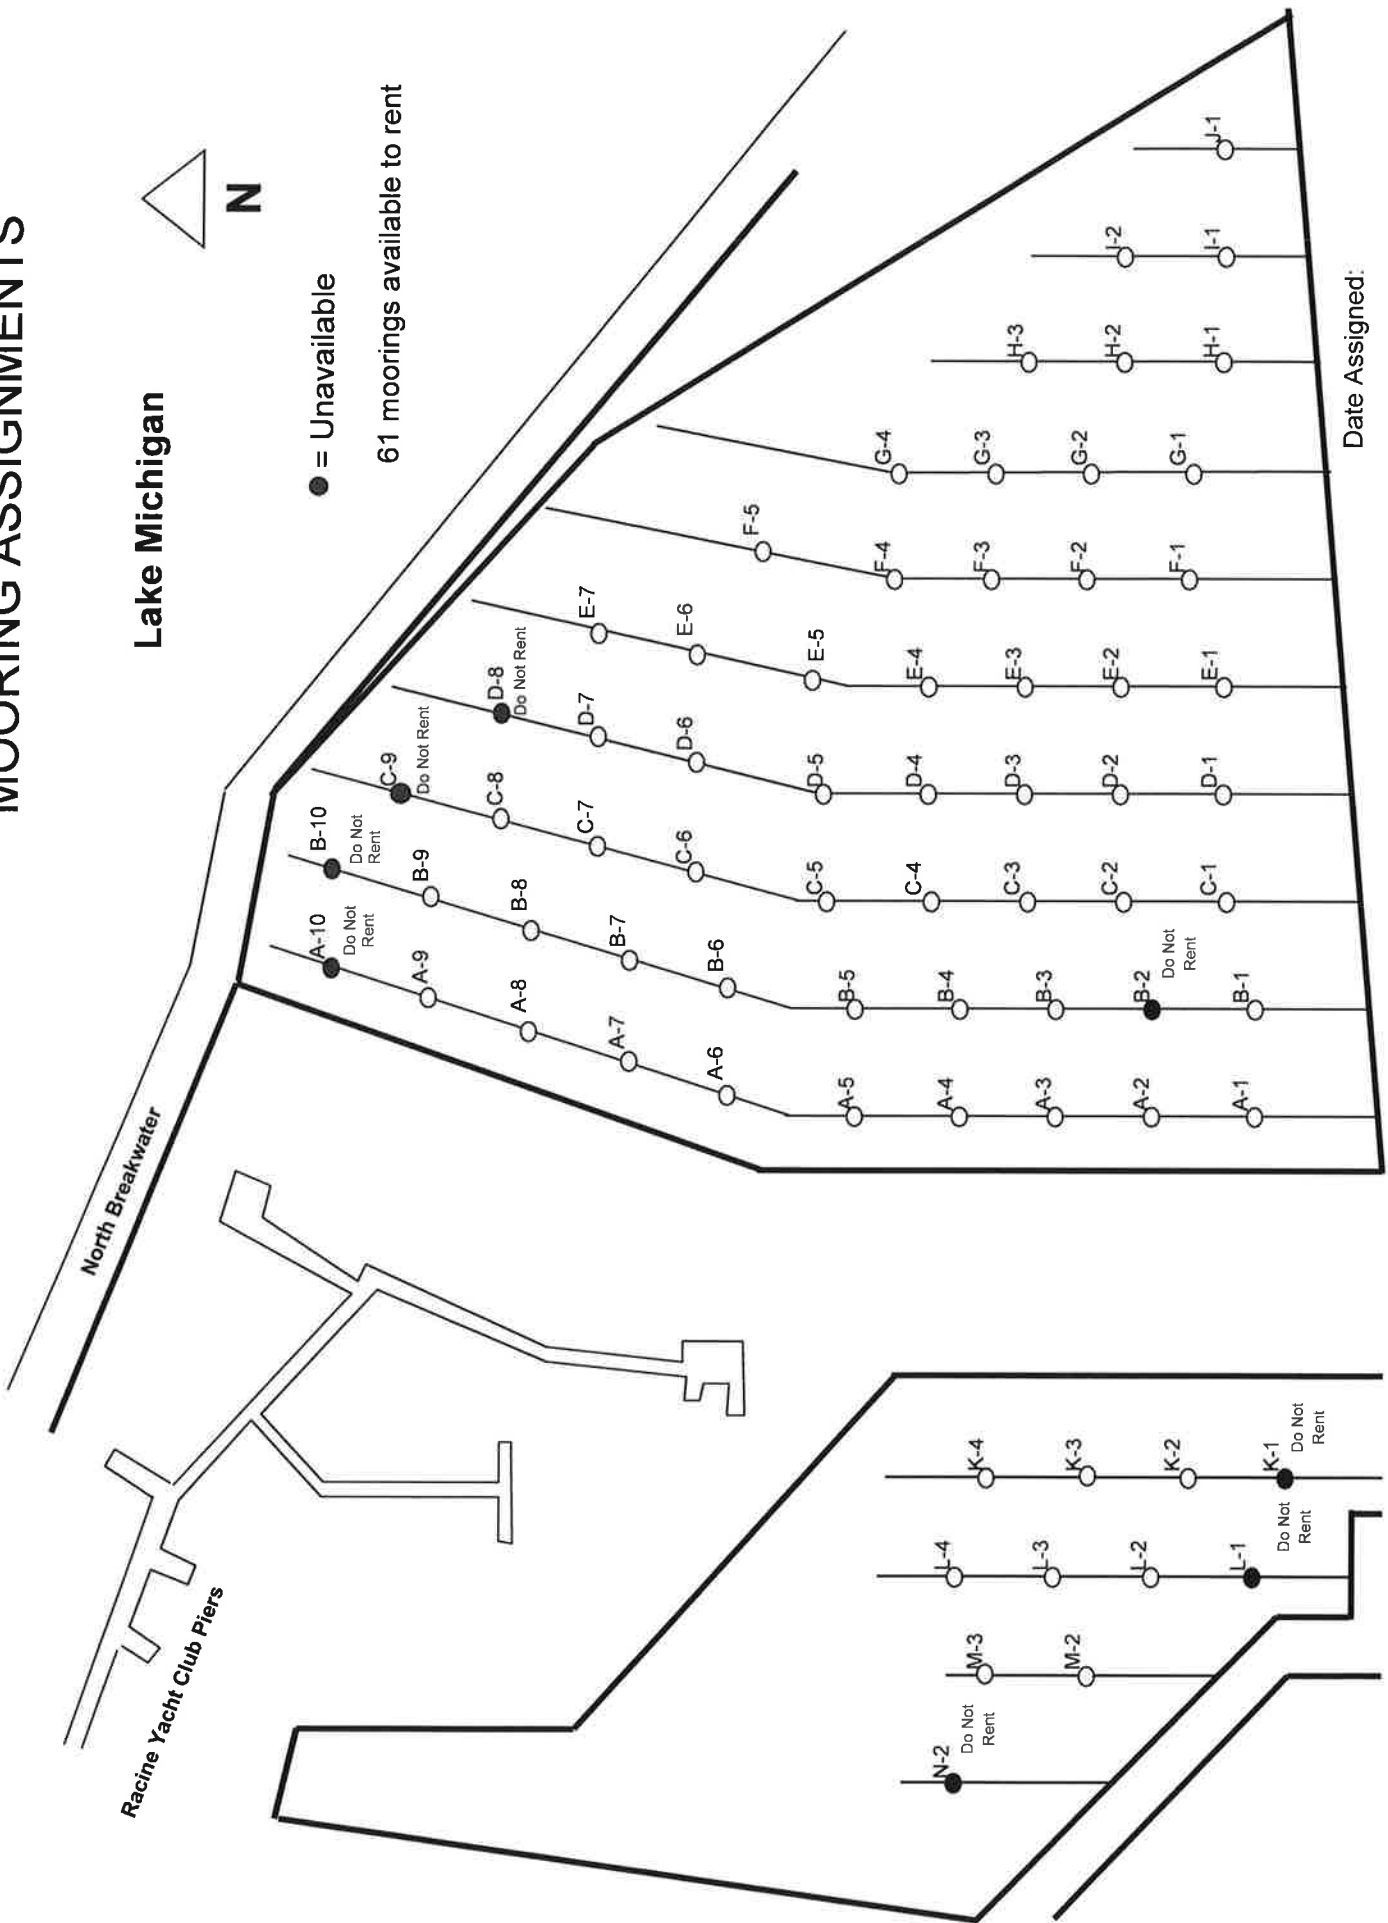 MOORING ASSIGNMENTS
Lake Michigan
N
= Unavailable
61 moorings available to rent
North Breakwater
Racine Yacht Club Piers
A-10
Do Not
Rent
A-9
A-8
A-7
A-6
A-5
A-4
A-3
A-2
A-1
B-10
Do Not
Rent
B-9
B-8
B-7
B-6
B-5
B-4
B-3
B-2
Do Not
Rent
B-1
C-9
Do Not Rent
C-8
C-7
C-6
C-5
C-4
C-3
C-2
C-1
D-8
Do Not Rent
D-7
D-6
D-5
D-4
D-3
D-2
D-1
E-7
E-6
E-5
E-4
E-3
E-2
E-1
F-5
F-4
F-3
F-2
F-1
G-4
G-3
G-2
G-1
H-3
H-2
H-1
I-2
I-1
J-1
N-2
Do Not
Rent
M-3
M-2
L-4
L-3
L-2
L-1
Do Not
Rent
K-4
K-3
K-2
K-1
Do Not
Rent
Date Assigned: